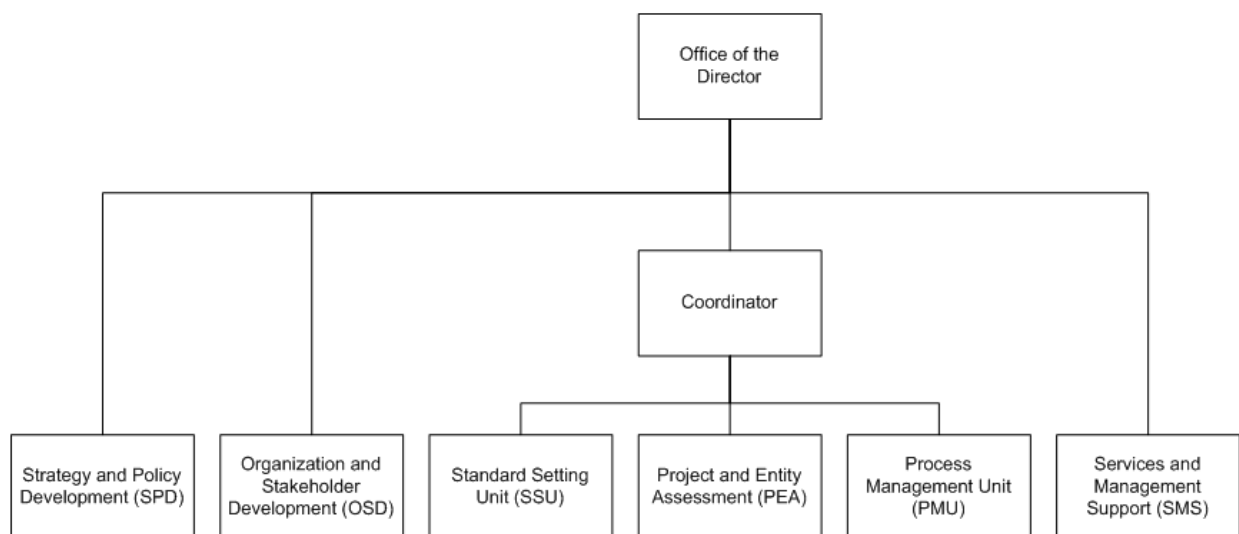 Office of the
Director
Coordinator
Strategy and Policy
Development (SPD)
Organization and
Stakeholder
Development (OSD)
Standard Setting
Unit (SSU)
Project and Entity
Assessment (PEA)
Process
Management Unit
(PMU)
Services and
Management
Support (SMS)